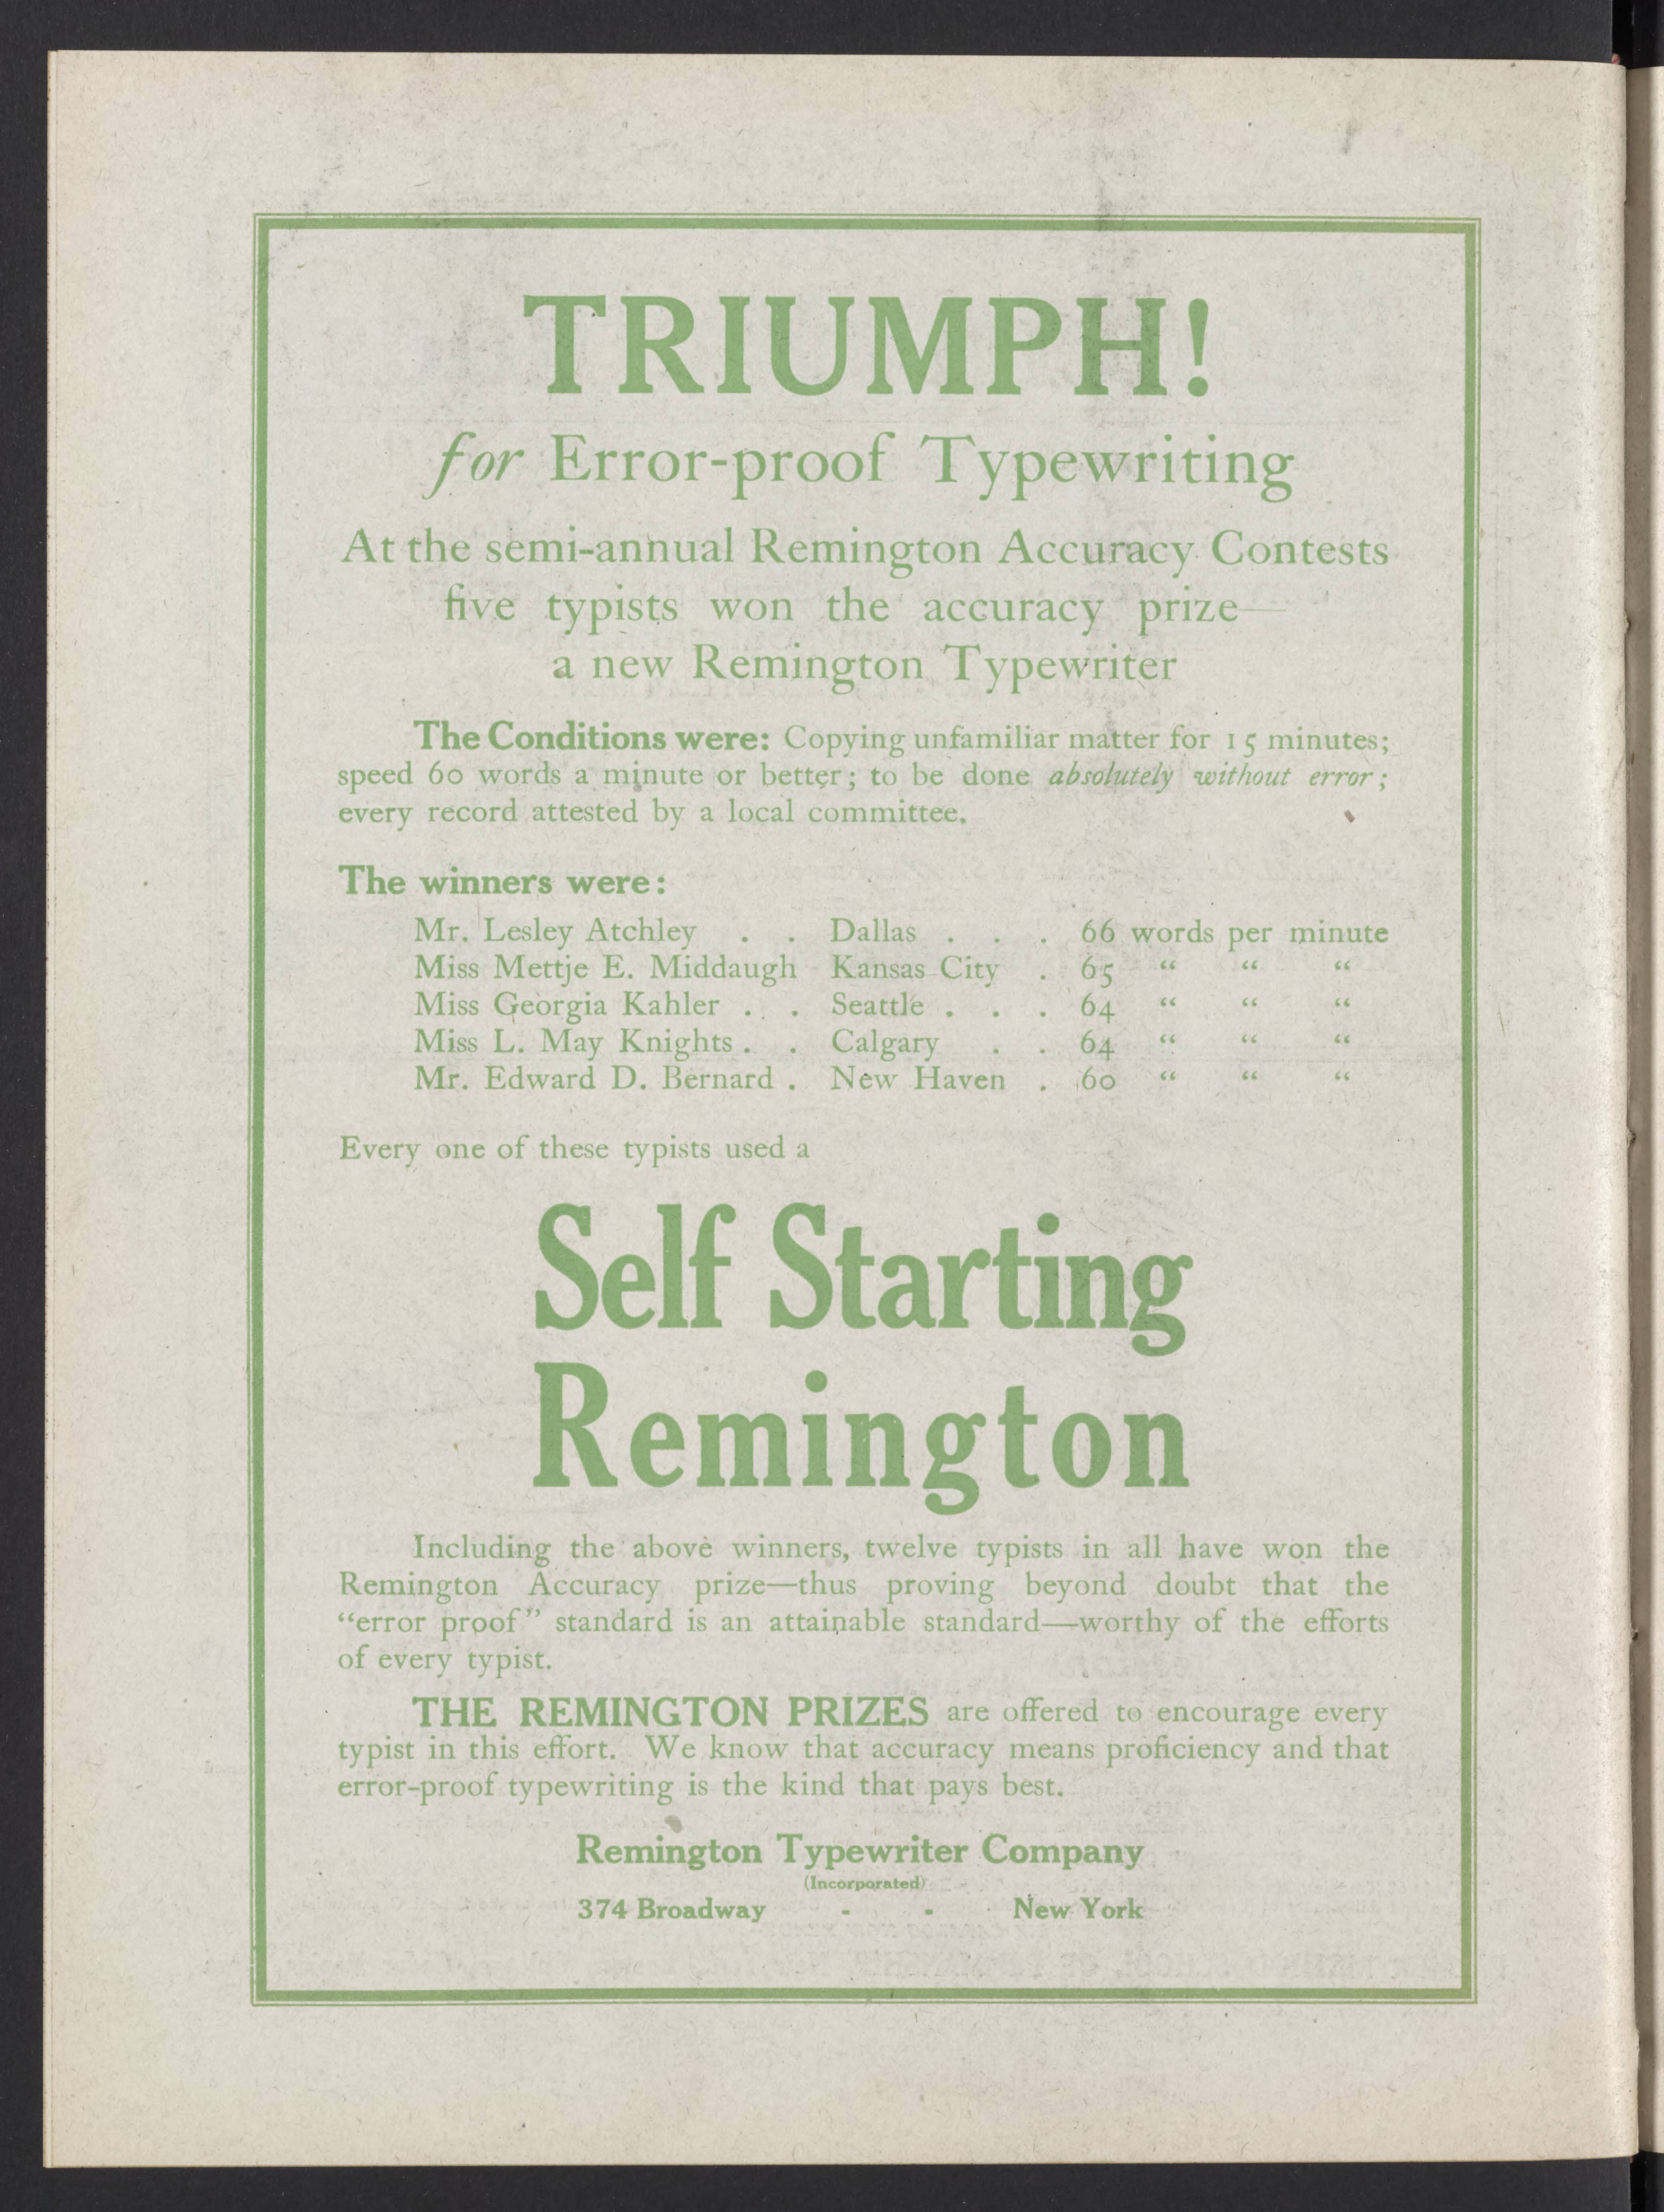 TRIUMPH!
for Error-proof Typewriting
At the semi-annual Remington Accuracy Contests
five typists won the accuracy prize—
a new Remington Typewriter
The Conditions were: Copying unfamiliar matter for 15 minutes;
speed 60 words a minute or better; to be done absolutely without error;
every record attested by a local committee.
The winners were:
Mr. Lesley Atchley . . Dallas . . . 66 words per minute
Miss Mettje E. Middaugh Kansas City . 65 “ “ “
Miss Georgia Kahler . . Seattle . . . 64 “ “ “
Miss L. May Knights . . Calgary . . 64 “ “ “
Mr. Edward D. Bernard . New Haven . 60 “ “ “
Every one of these typists used a
Self Starting
Remington
Including the above winners, twelve typists in all have won the
Remington Accuracy prize—thus proving beyond doubt that the
“error proof” standard is an attainable standard—worthy of the efforts
of every typist.
THE REMINGTON PRIZES are offered to encourage every
typist in this effort. We know that accuracy means proficiency and that
error-proof typewriting is the kind that pays best.
Remington Typewriter Company
(Incorporated)
374 Broadway - - New York